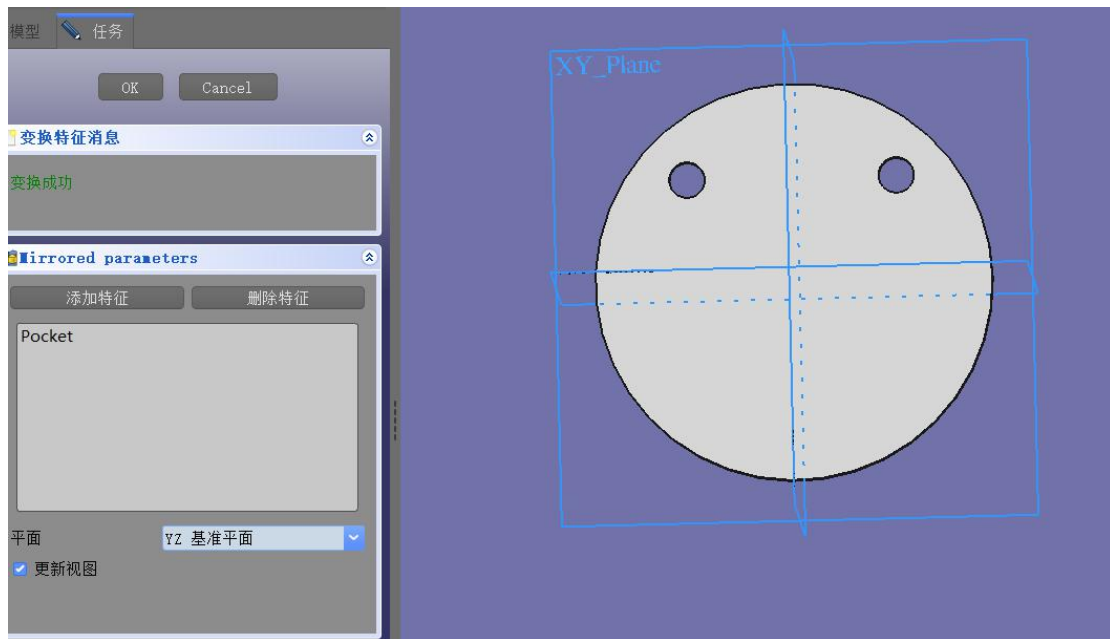 模型 任务
OK Cancel
变换特征消息
变换成功
Mirrored parameters
添加特征 删除特征
Pocket
平面 YZ 基准平面
更新视图
XY_Plane